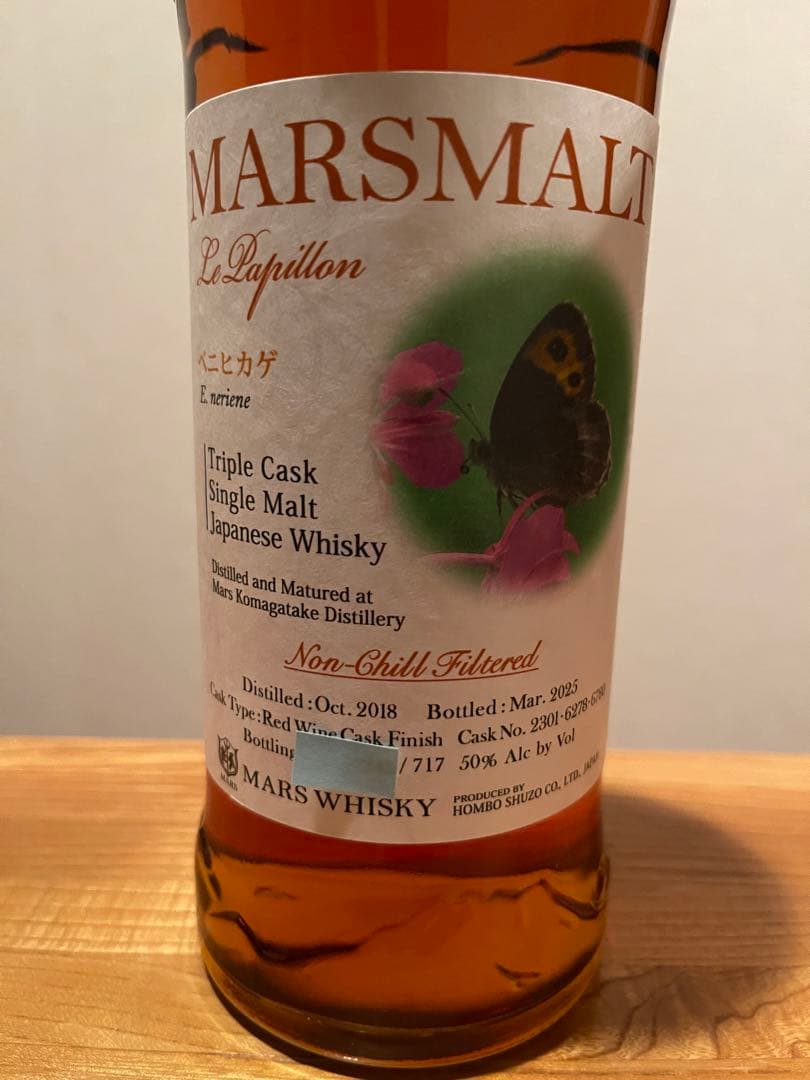 MARSMALT
Le Papillon
ベニヒカゲ
E. neriene
Triple Cask
Single Malt
Japanese Whisky
Distilled and Matured at
Mars Komagatake Distillery
Non-Chill Filtered
Distilled : Oct. 2018 Bottled : Mar. 2025
Cask Type : Red Wine Cask Finish Cask No. 2301・6278・6780
Bottling / 717 50% Alc by Vol
MARS
MARS WHISKY
PRODUCED BY
HOMBO SHUZO CO., LTD., JAPAN